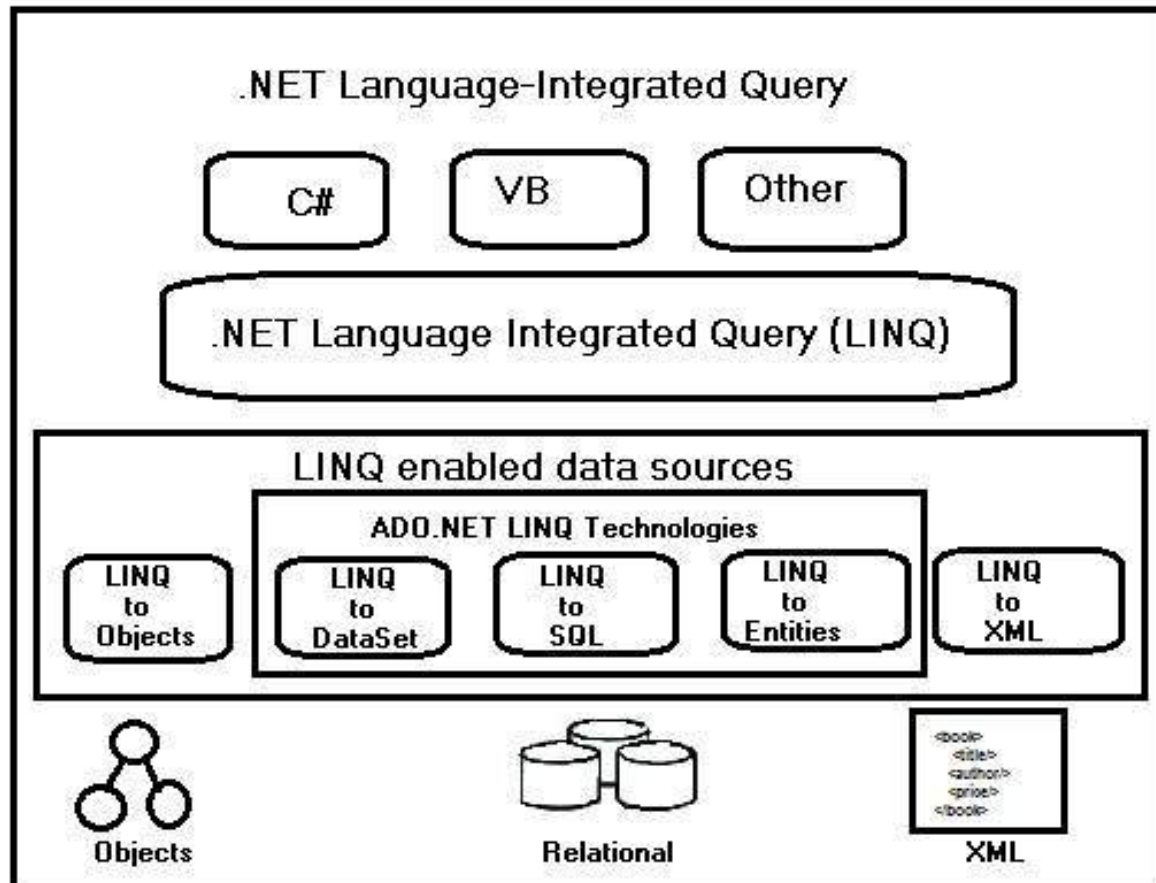 .NET Language-Integrated Query
C#
VB
Other
.NET Language Integrated Query (LINQ)
LINQ enabled data sources
ADO.NET LINQ Technologies
LINQ
to
Objects
LINQ
to
DataSet
LINQ
to
SQL
LINQ
to
Entities
LINQ
to
XML
<book>
<title/>
<author/>
<price/>
</book>
Objects
Relational
XML